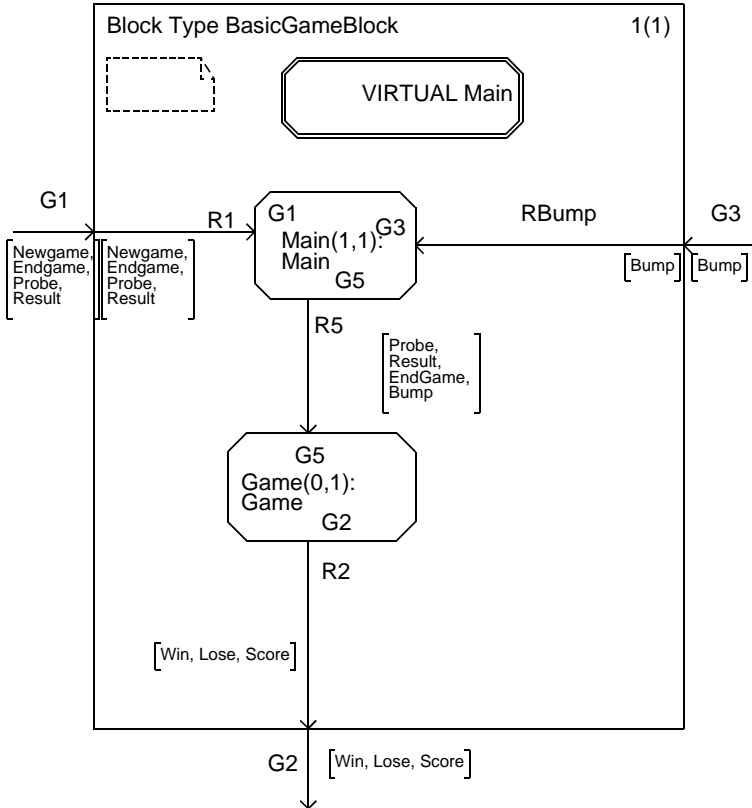 Block Type BasicGameBlock 1(1)
VIRTUAL Main
G1
R1
G1
G3
Main(1,1):
Main
G5
RBump
G3
[Newgame,
Endgame,
Probe,
Result]
[Newgame,
Endgame,
Probe,
Result]
[Bump]
[Bump]
R5
[Probe,
Result,
EndGame,
Bump]
G5
Game(0,1):
Game
G2
R2
[Win, Lose, Score]
G2
[Win, Lose, Score]